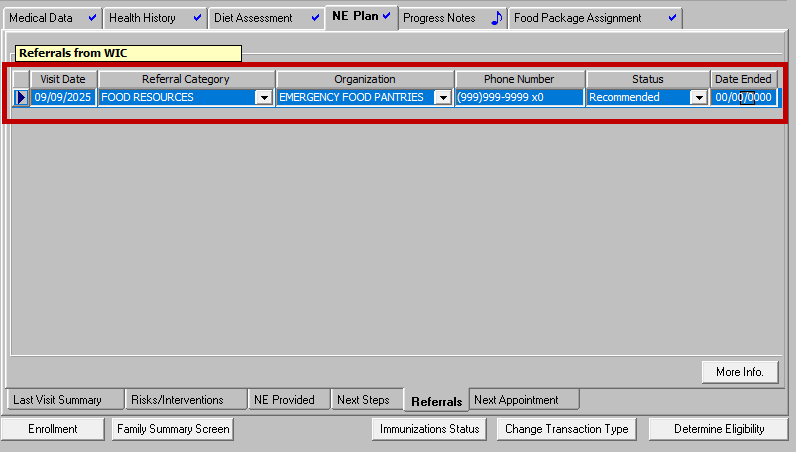 Medical Data Health History Diet Assessment NE Plan Progress Notes Food Package Assignment
Referrals from WIC
Visit Date Referral Category Organization Phone Number Status Date Ended
09/09/2025 FOOD RESOURCES EMERGENCY FOOD PANTRIES (999)999-9999 x0 Recommended 00/00/0000
More Info.
Last Visit Summary Risks/Interventions NE Provided Next Steps Referrals Next Appointment
Enrollment Family Summary Screen Immunizations Status Change Transaction Type Determine Eligibility